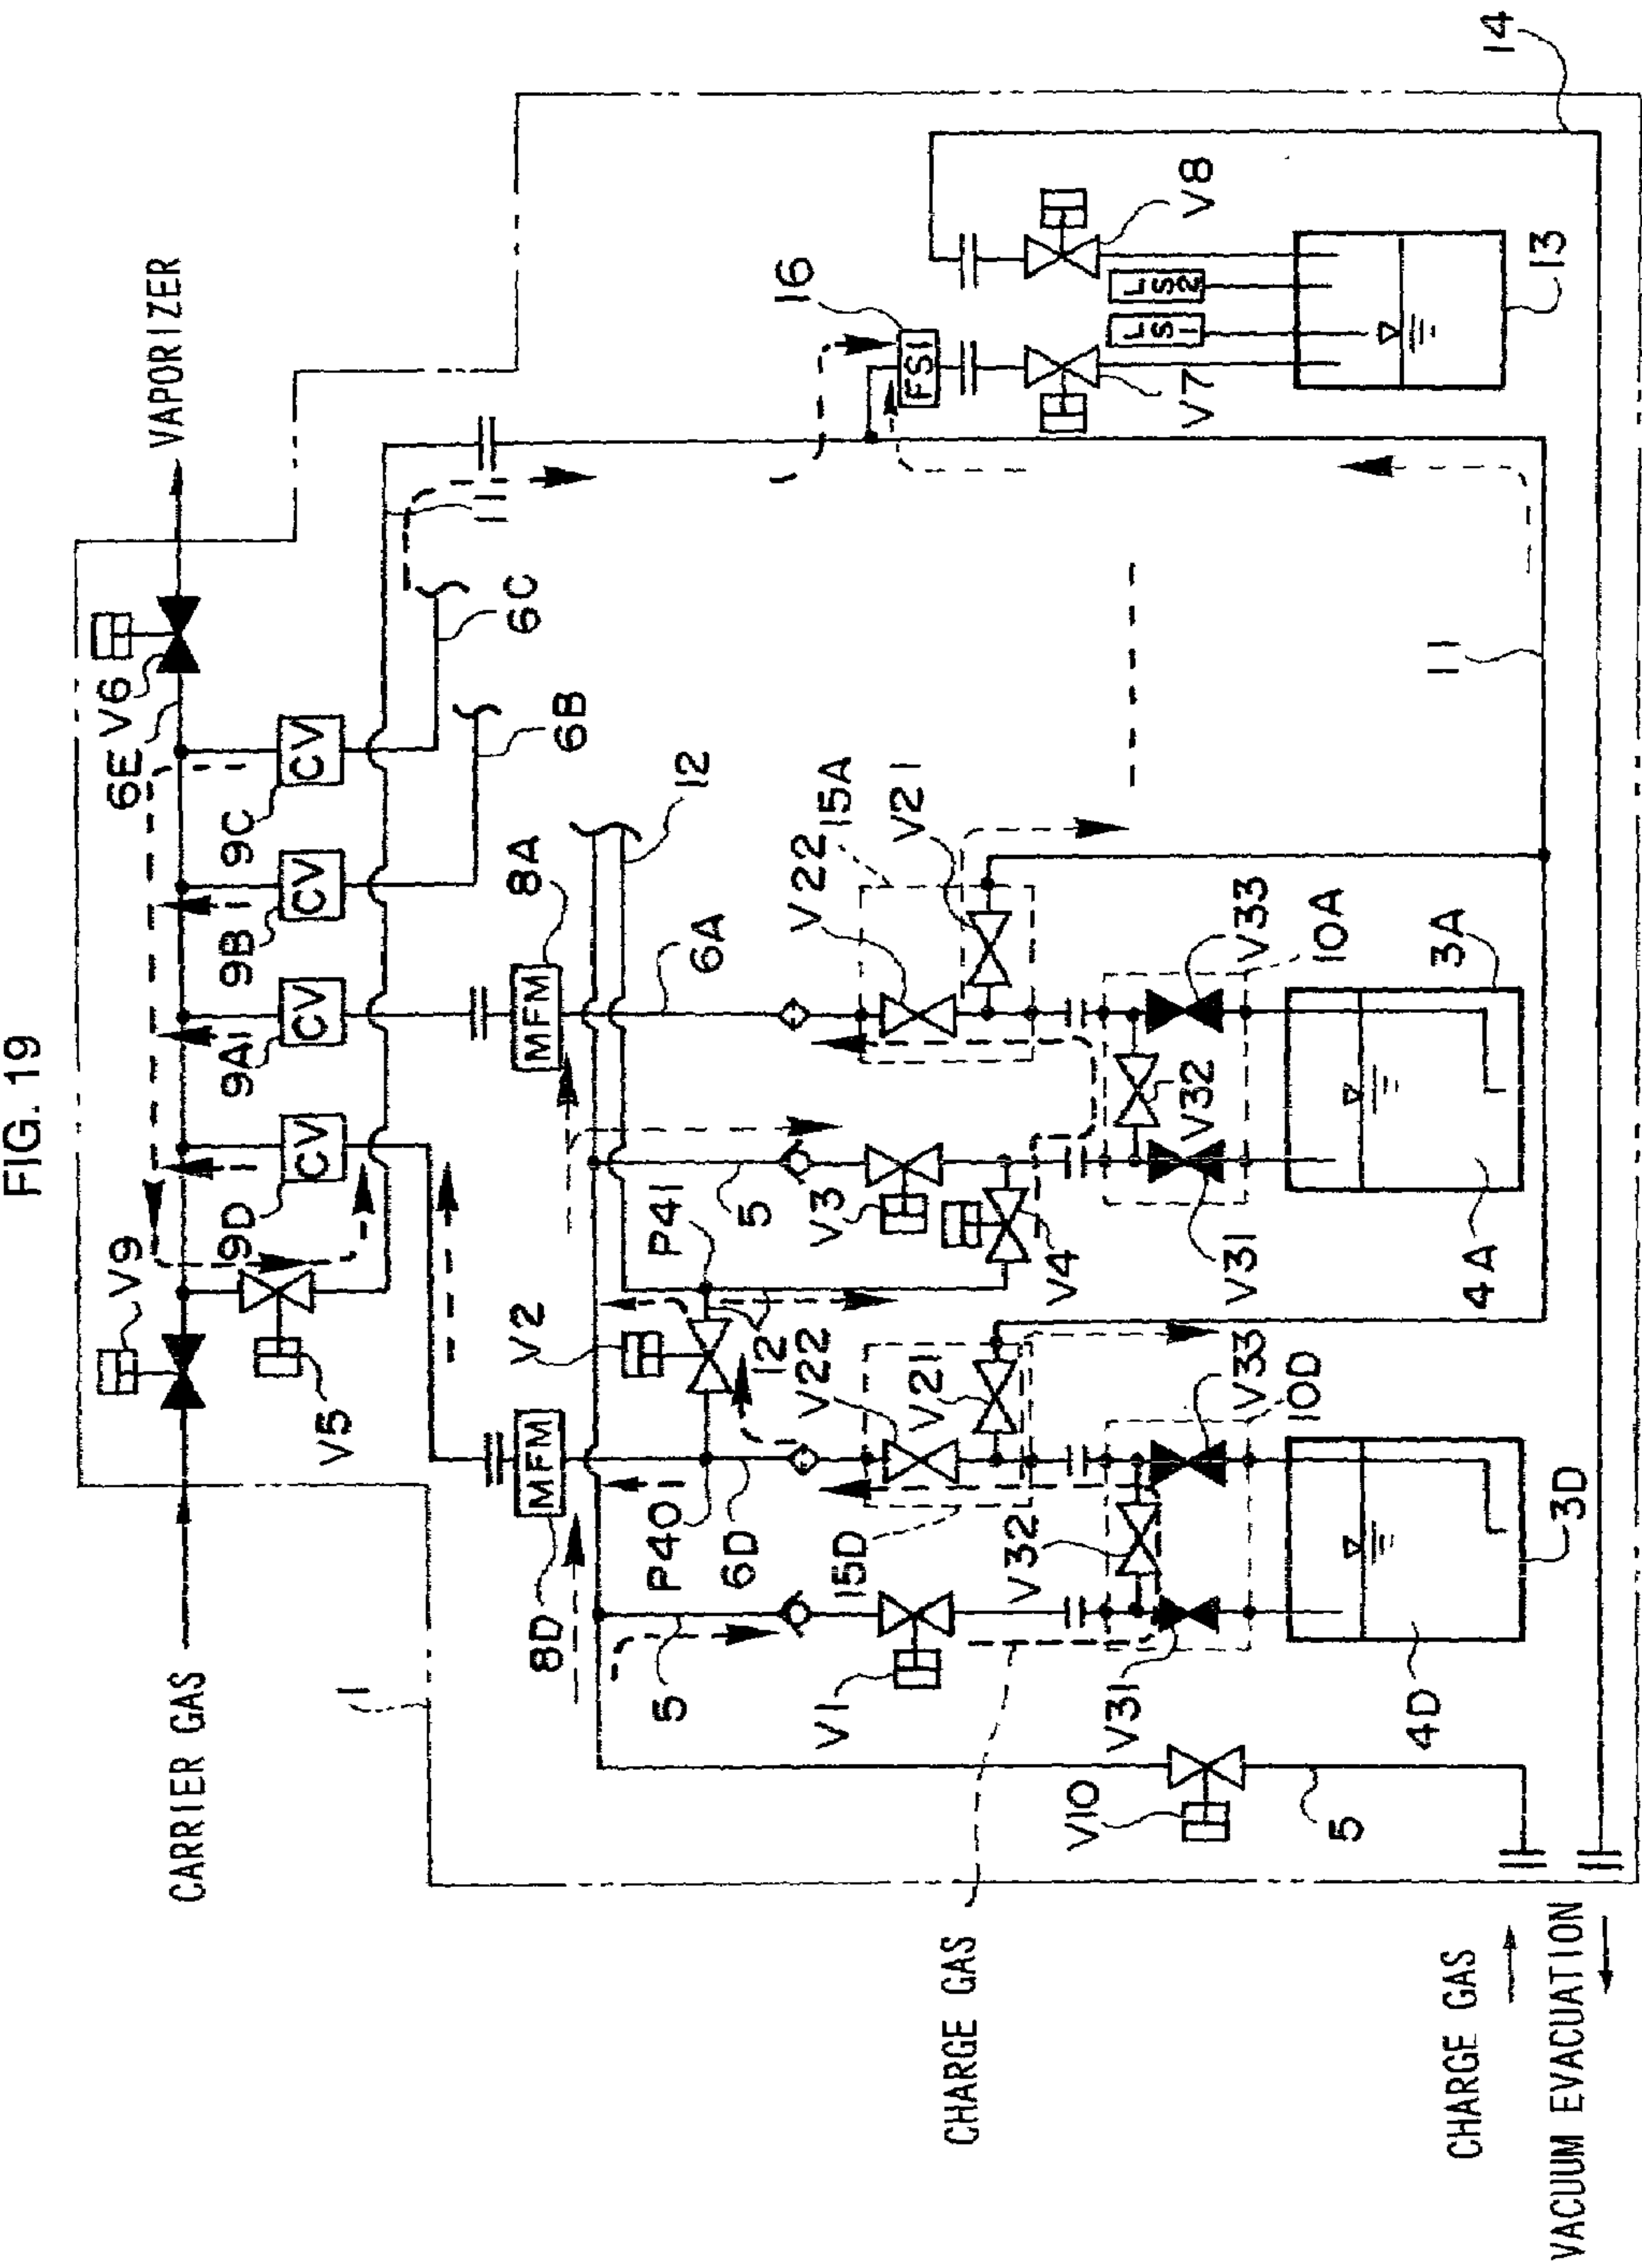 FIG. 19
CARRIER GAS
VAPORIZER
V9
V5
9D
9A
9B
9C
6E
V6
CV
CV
CV
CV
11
6C
6B
12
1
8D
MFM
V2
P41
8A
MFM
16
FS1
14
5
P40
6D
12
5
6A
V1
V22
V3
V22
15A
V21
V7
V8
LS1
LS2
15D
V21
V4
V32
V33
10D
V32
V33
10A
V31
V31
V10
5
4D
3D
4A
3A
11
13
CHARGE GAS
CHARGE GAS
VACUUM EVACUATION